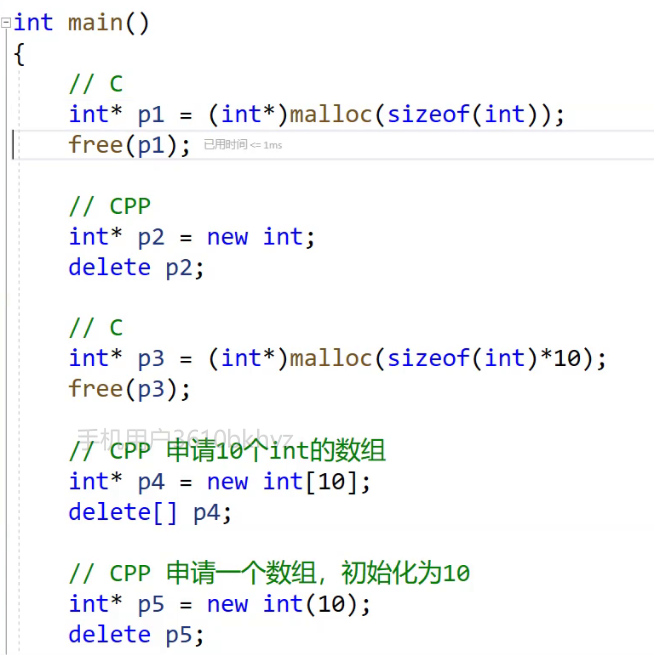 int main()
{
// C
int* p1 = (int*)malloc(sizeof(int));
free(p1); 已用时间 <= 1ms
// CPP
int* p2 = new int;
delete p2;
// C
int* p3 = (int*)malloc(sizeof(int)*10);
free(p3);
手机用户3610hkhyz
// CPP 申请10个int的数组
int* p4 = new int[10];
delete[] p4;
// CPP 申请一个数组，初始化为10
int* p5 = new int(10);
delete p5;